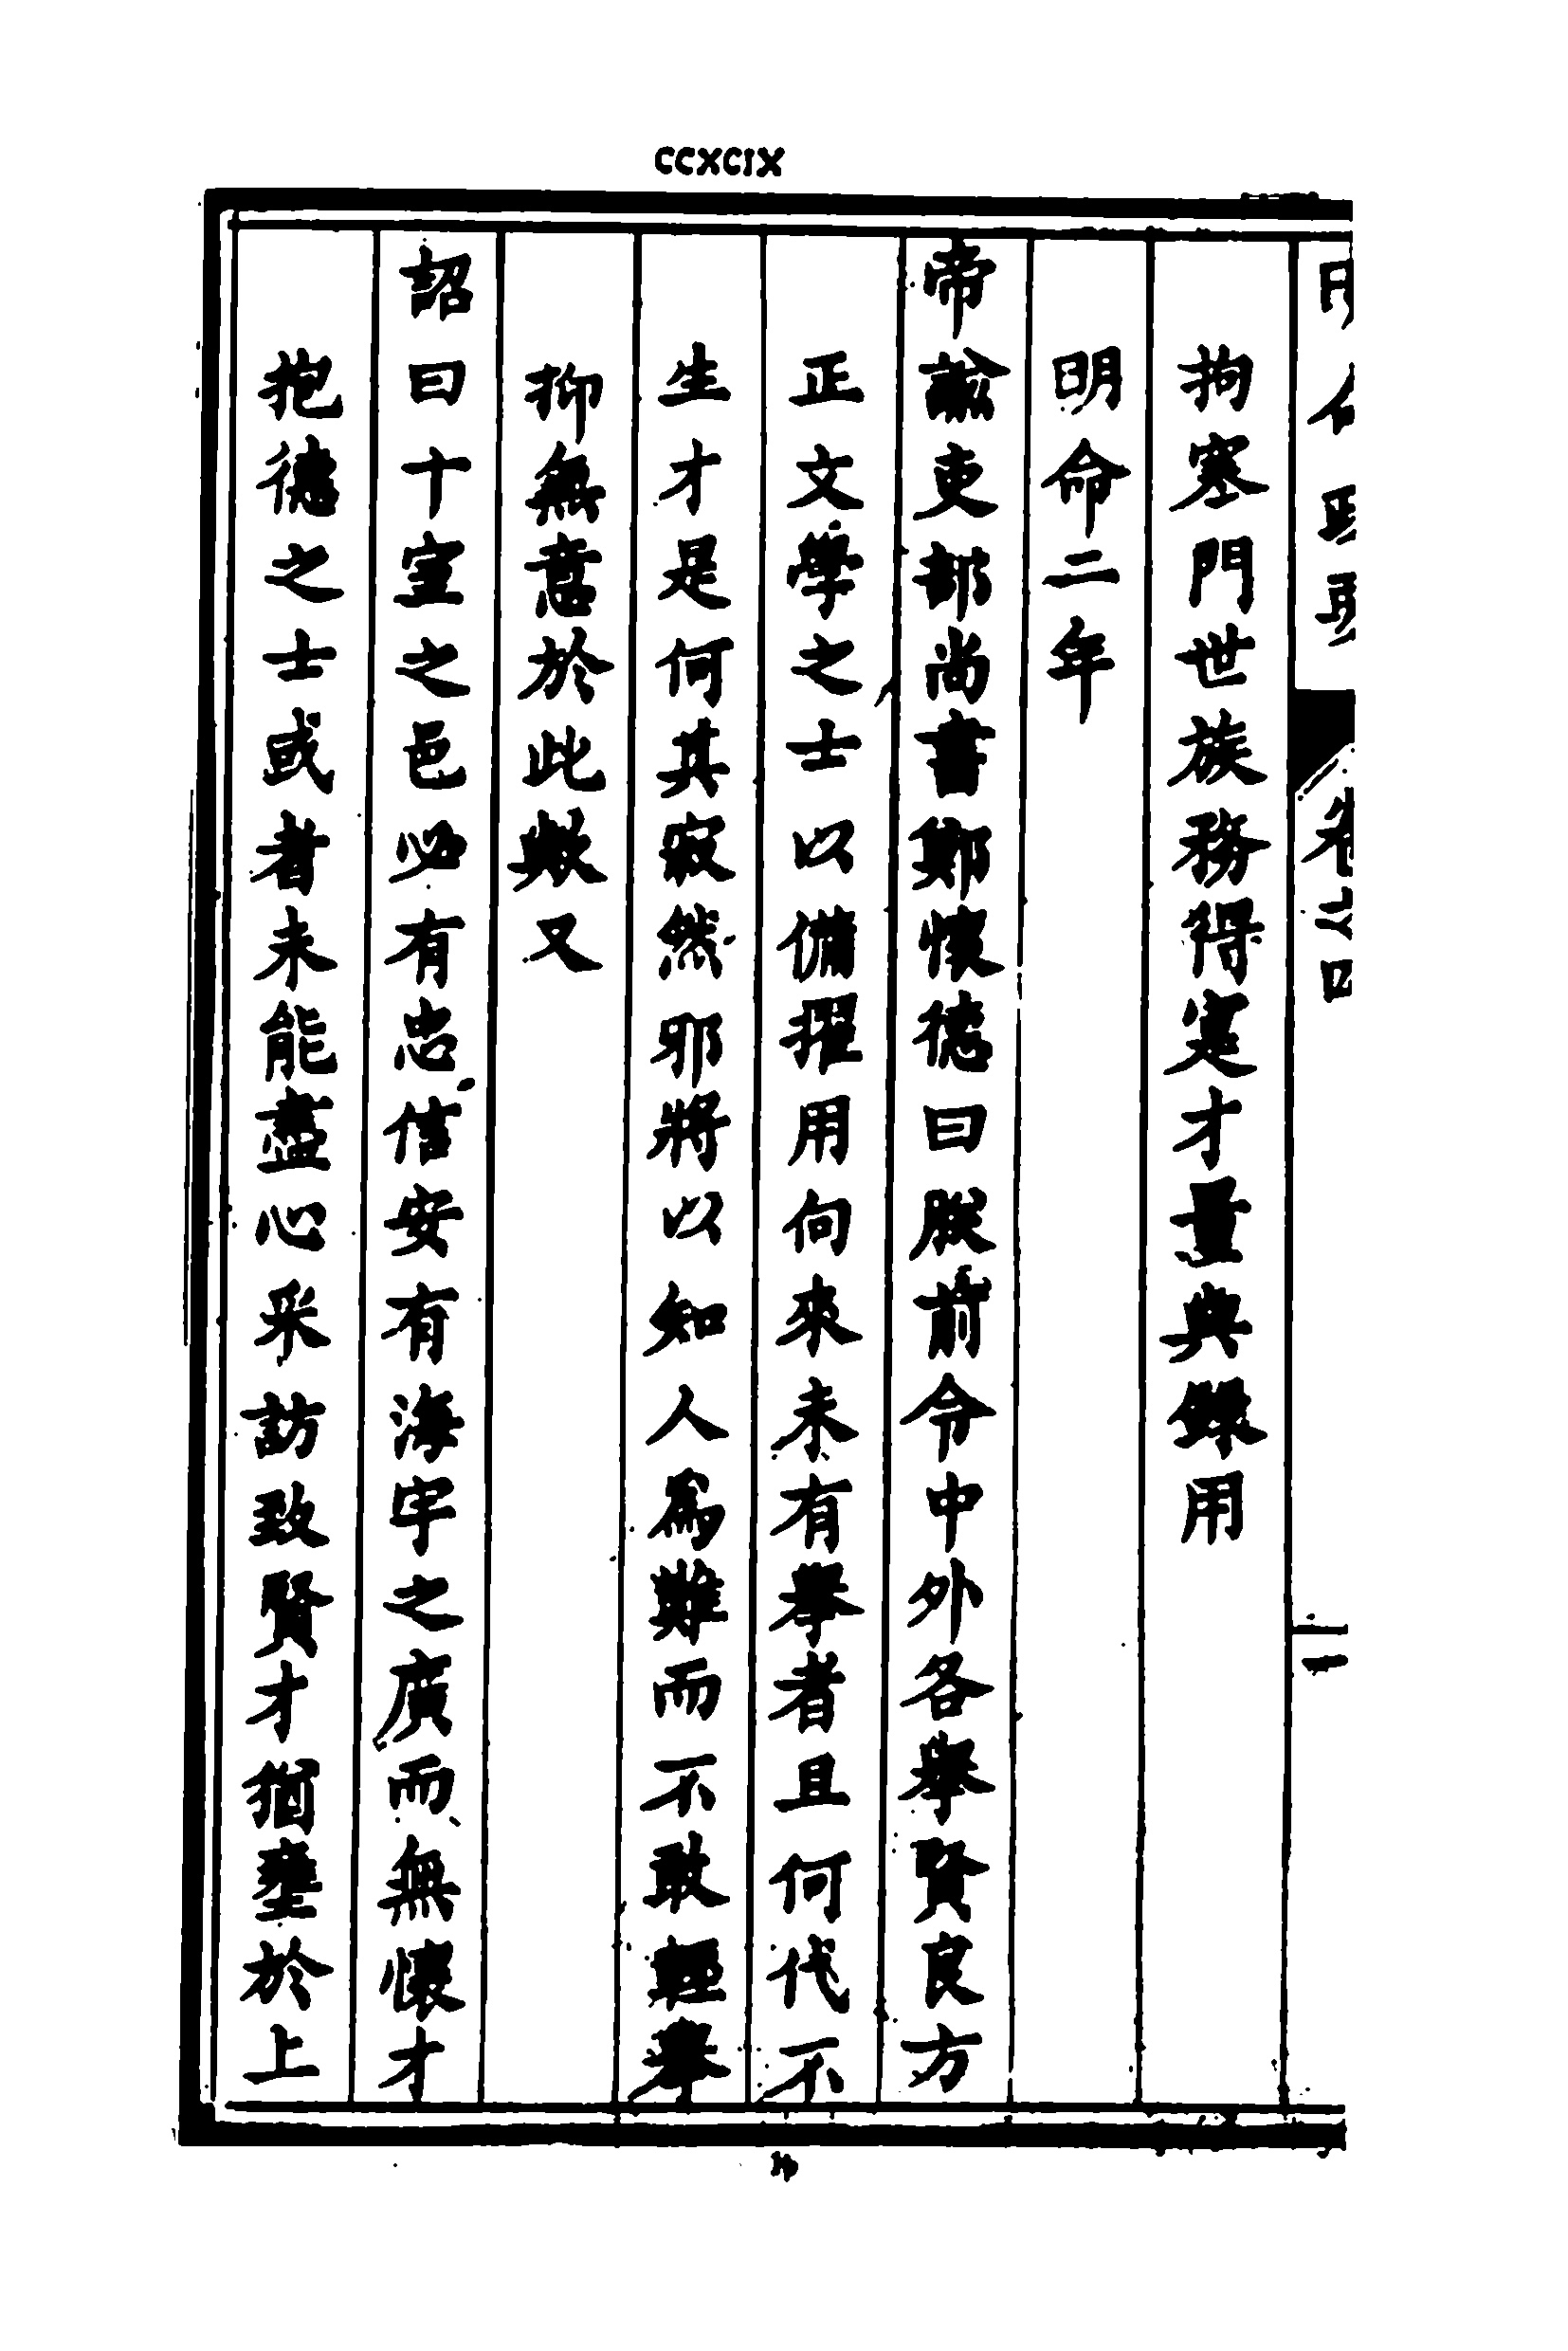 CCXCIX
拘寒門世族務得寔才量與錄用
明命二年
帝諭吏部尚書鄭懷德曰朕前令中外各舉賢良方
正文學之士以備擢用向來未有舉者且何代不
生才是何其寂然邪將以知人爲難而不敢輕舉
抑無意於此歟又
詔曰十室之邑必有忠信安有海宇之廣而無懷才
抱德之士或者未能盡心采訪致賢才猶壅於上